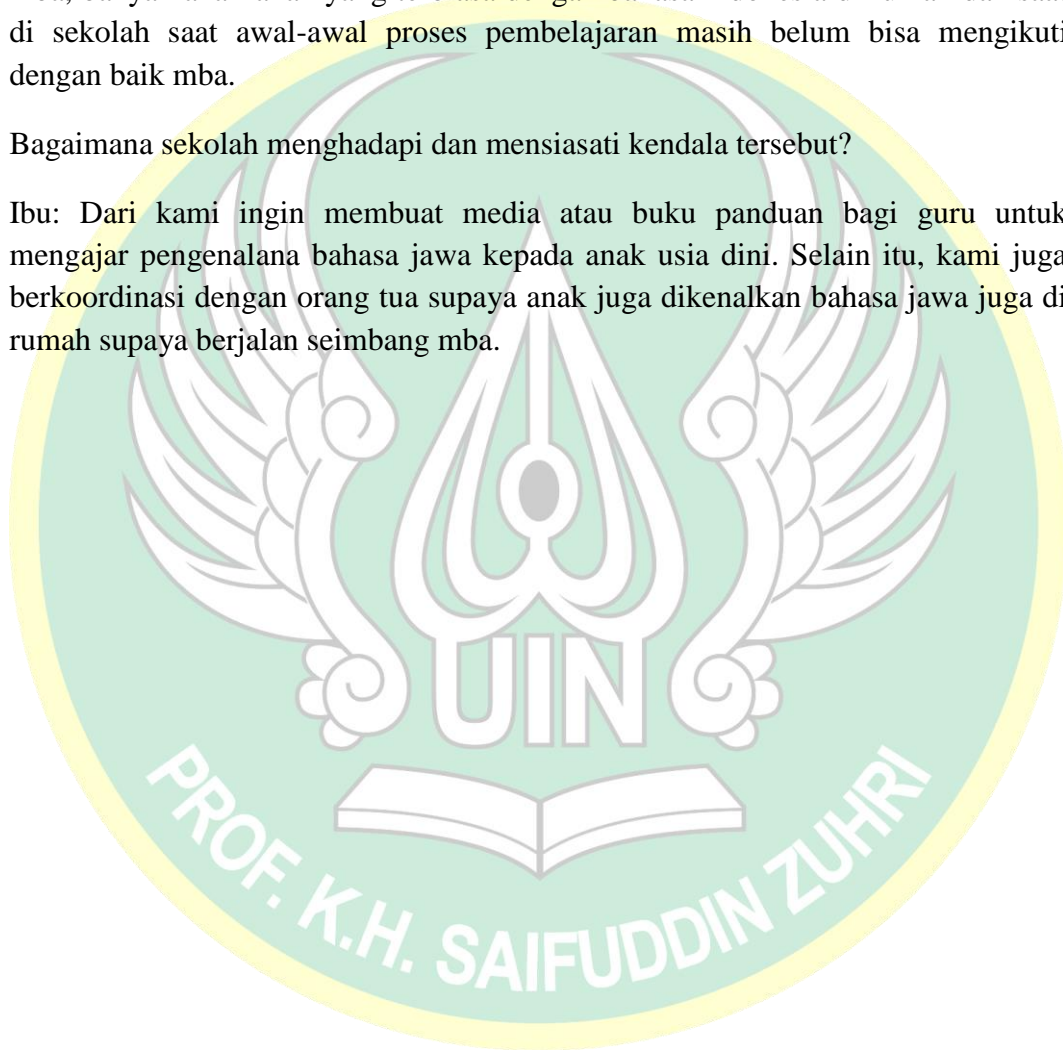 di sekolah saat awal-awal proses pembelajaran masih belum bisa mengikuti
dengan baik mba.
Bagaimana sekolah menghadapi dan mensiasati kendala tersebut?
Ibu: Dari kami ingin membuat media atau buku panduan bagi guru untuk
mengajar pengenalana bahasa jawa kepada anak usia dini. Selain itu, kami juga
berkoordinasi dengan orang tua supaya anak juga dikenalkan bahasa jawa juga di
rumah supaya berjalan seimbang mba.
UIN
PROF. K.H. SAIFUDDIN ZUHRI